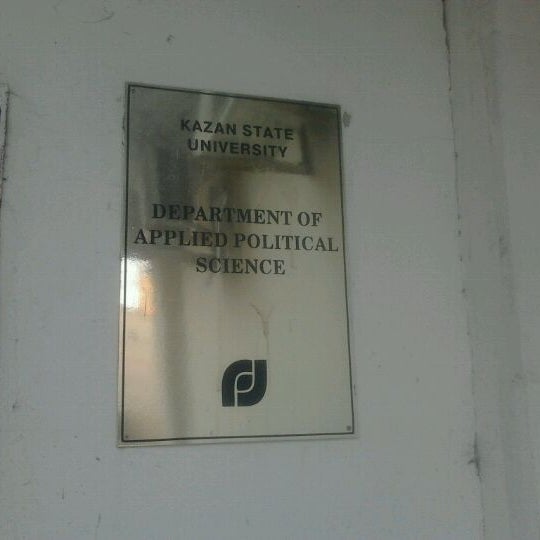 KAZAN STATE
UNIVERSITY
DEPARTMENT OF
APPLIED POLITICAL
SCIENCE